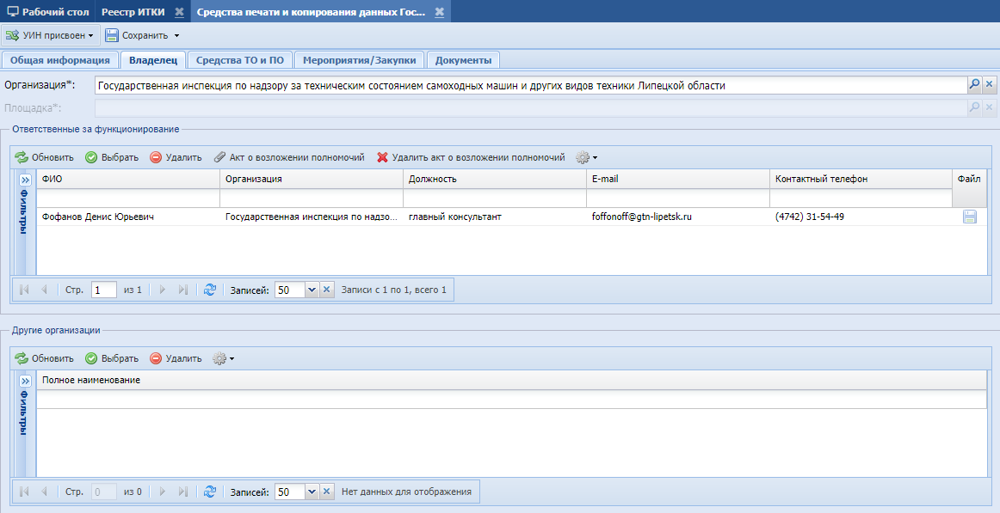 Рабочий стол Реестр ИТКИ Средства печати и копирования данных Гос...
УИН присвоен Сохранить
Общая информация Владелец Средства ТО и ПО Мероприятия/Закупки Документы
Организация*: Государственная инспекция по надзору за техническим состоянием самоходных машин и других видов техники Липецкой области
Площадка*:
Ответственные за функционирование
Обновить Выбрать Удалить Акт о возложении полномочий Удалить акт о возложении полномочий
Фильтры
ФИО Организация Должность E-mail Контактный телефон Файл
Фофанов Денис Юрьевич Государственная инспекция по надзо... главный консультант foffonoff@gtn-lipetsk.ru (4742) 31-54-49
Стр. 1 из 1 Записей: 50 Записи с 1 по 1, всего 1
Другие организации
Обновить Выбрать Удалить
Фильтры
Полное наименование
Стр. 0 из 0 Записей: 50 Нет данных для отображения